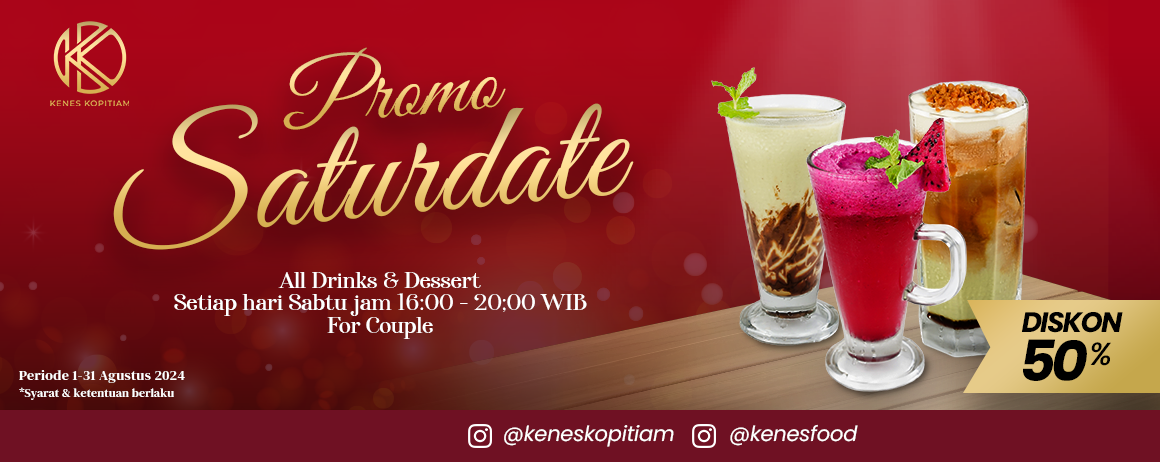 KENES KOPITIAM
Promo
Saturdate
All Drinks & Dessert
Setiap hari Sabtu jam 16:00 - 20;00 WIB
For Couple
Periode 1-31 Agustus 2024
*Syarat & ketentuan berlaku
DISKON
50%
@keneskopitiam @kenesfood